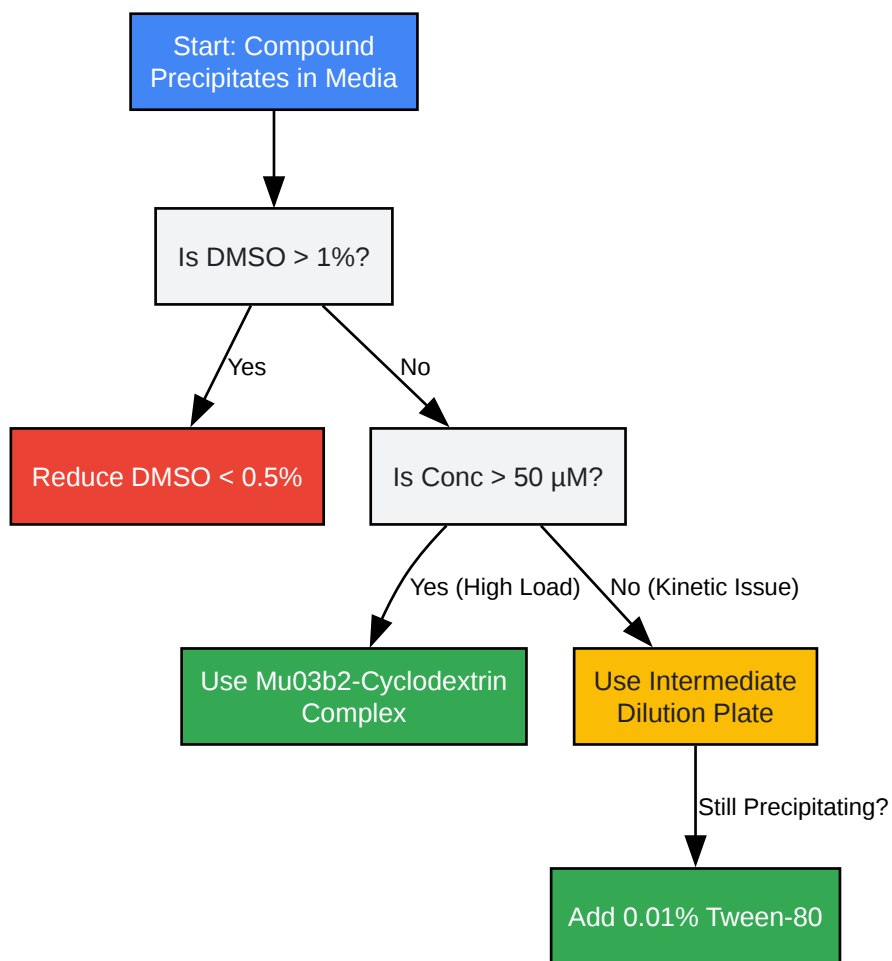 Start: Compound
Precipitates in Media
Is DMSO > 1%?
Yes
No
Reduce DMSO < 0.5%
Is Conc > 50 µM?
Yes (High Load)
No (Kinetic Issue)
Use Mu03b2-Cyclodextrin
Complex
Use Intermediate
Dilution Plate
Still Precipitating?
Add 0.01% Tween-80